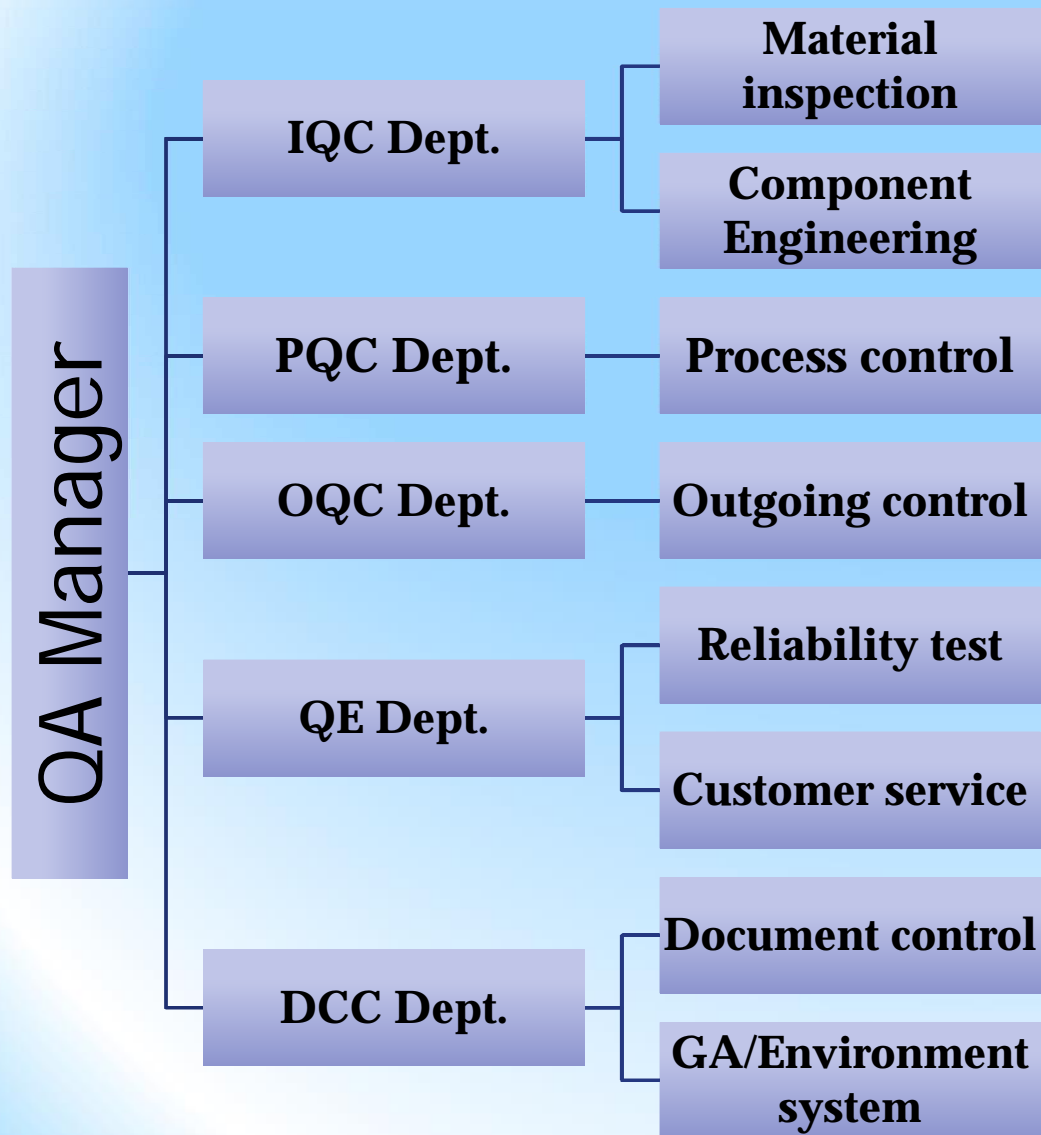 QA Manager
IQC Dept.
Material
inspection
Component
Engineering
PQC Dept.
Process control
OQC Dept.
Outgoing control
QE Dept.
Reliability test
Customer service
DCC Dept.
Document control
GA/Environment
system